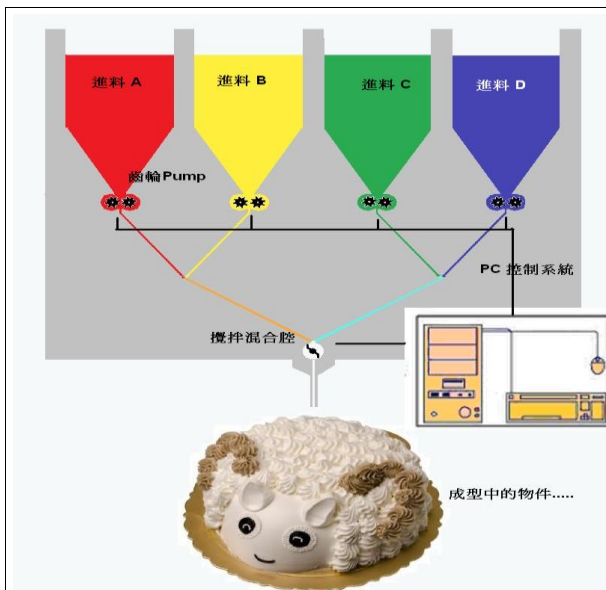 進料 A
進料 B
進料 C
進料 D
齒輪Pump
PC 控制系統
攪拌混合腔
成型中的物件.....